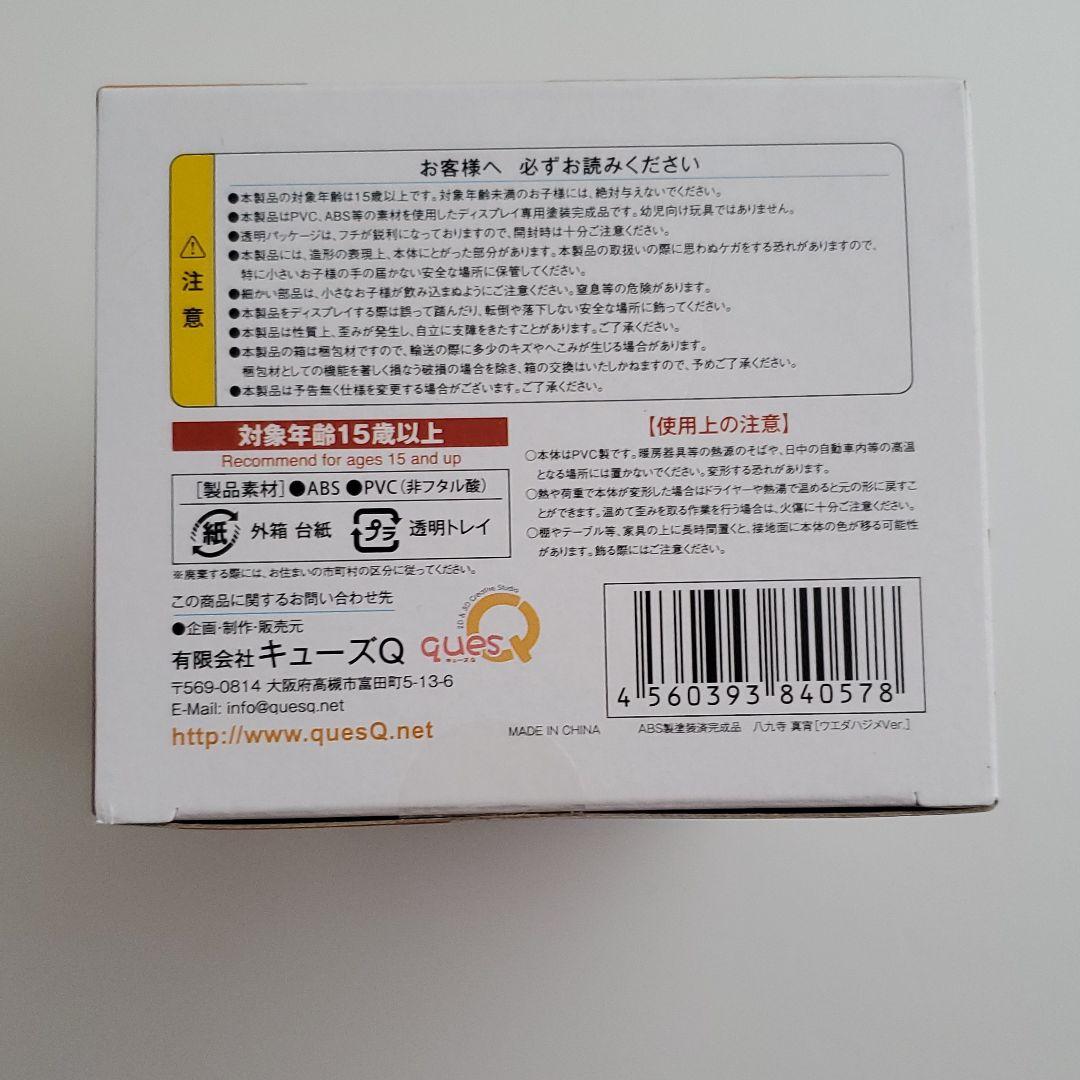 お客様へ 必ずお読みください
注意
●本製品の対象年齢は15歳以上です。対象年齢未満のお子様には、絶対与えないでください。
●本製品はPVC、ABS等の素材を使用したディスプレイ専用塗装完成品です。幼児向け玩具ではありません。
●透明パッケージは、フチが鋭利になっておりますので、開封時は十分ご注意ください。
●本製品には、造形の表現上、本体にとがった部分があります。本製品の取扱いの際に思わぬケガをする恐れがありますので、
特に小さいお子様の手の届かない安全な場所に保管してください。
●細かい部品は、小さなお子様が飲み込まぬようにご注意ください。窒息等の危険があります。
●本製品をディスプレイする際は誤って踏んだり、転倒や落下しない安全な場所に飾ってください。
●本製品は性質上、歪みが発生し、自立に支障をきたすことがあります。ご了承ください。
●本製品の箱は梱包材ですので、輸送の際に多少のキズやへこみが生じる場合があります。
梱包材としての機能を著しく損なう破損の場合を除き、箱の交換はいたしかねますので、予めご了承ください。
●本製品は予告無く仕様を変更する場合がございます。ご了承ください。
対象年齢15歳以上
Recommend for ages 15 and up
[製品素材]●ABS ●PVC(非フタル酸)
紙 外箱 台紙 プラ 透明トレイ
※廃棄する際には、お住まいの市町村の区分に従ってください。
【使用上の注意】
○本体はPVC製です。暖房器具等の熱源のそばや、日中の自動車内等の高温
となる場所には置かないでください。変形する恐れがあります。
○熱や荷重で本体が変形した場合はドライヤーや熱湯で温めると元の形に戻すこ
とができます。温めて歪みを取る作業を行う場合は、火傷に十分ご注意ください。
○棚やテーブル等、家具の上に長時間置くと、接地面に本体の色が移る可能性
があります。飾る際にはご注意ください。
この商品に関するお問い合わせ先
●企画・制作・販売元
有限会社キューズQ
2D & 3D Creative Studio
quesQ
キューズQ
〒569-0814 大阪府高槻市富田町5-13-6
E-Mail: info@quesq.net
http://www.quesQ.net
MADE IN CHINA
4 560393 840578
ABS製塗装済完成品 八九寺 真宵[ウエダハジメVer.]